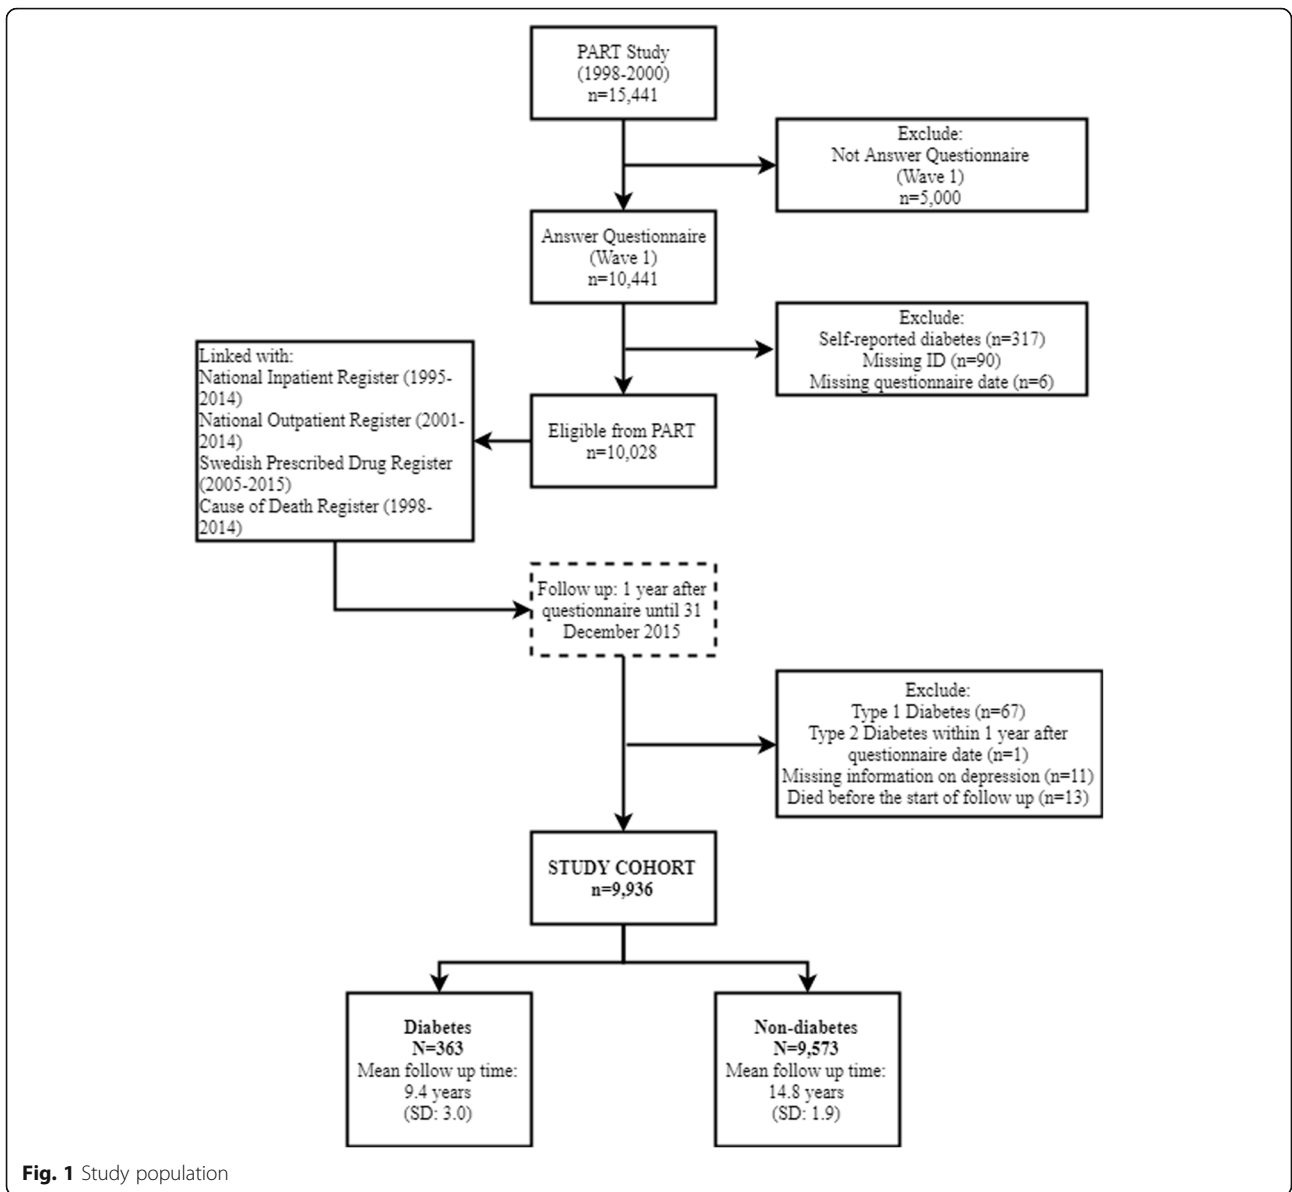 PART Study
(1998-2000)
n=15,441
Exclude:
Not Answer Questionnaire
(Wave 1)
n=5,000
Answer Questionnaire
(Wave 1)
n=10,441
Exclude:
Self-reported diabetes (n=317)
Missing ID (n=90)
Missing questionnaire date (n=6)
Linked with:
National Inpatient Register (1995-
2014)
National Outpatient Register (2001-
2014)
Swedish Prescribed Drug Register
(2005-2015)
Cause of Death Register (1998-
2014)
Eligible from PART
n=10,028
Follow up: 1 year after
questionnaire until 31
December 2015
Exclude:
Type 1 Diabetes (n=67)
Type 2 Diabetes within 1 year after
questionnaire date (n=1)
Missing information on depression (n=11)
Died before the start of follow up (n=13)
STUDY COHORT
n=9,936
Diabetes
N=363
Mean follow up time:
9.4 years
(SD: 3.0)
Non-diabetes
N=9,573
Mean follow up time:
14.8 years
(SD: 1.9)
Fig. 1 Study population